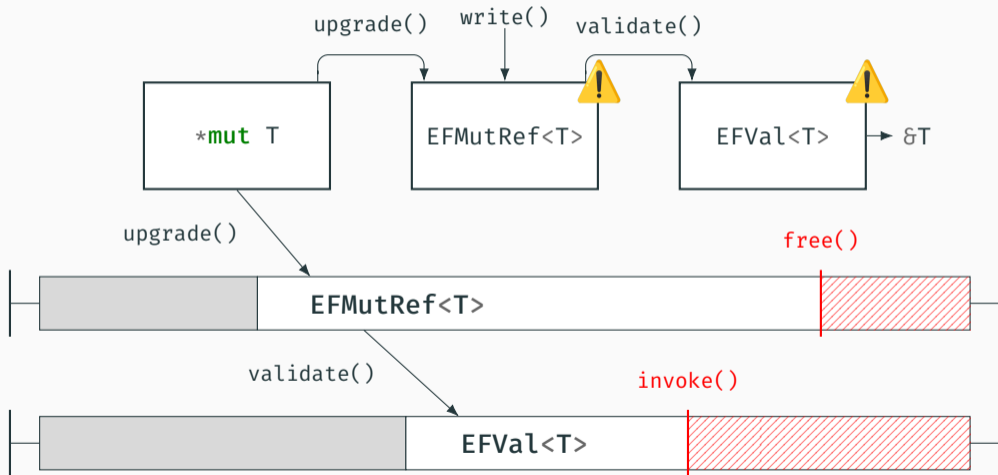 upgrade()
write()
validate()
*mut T
EFMutRef<T>
EFVal<T>
&T
upgrade()
free()
EFMutRef<T>
validate()
invoke()
EFVal<T>